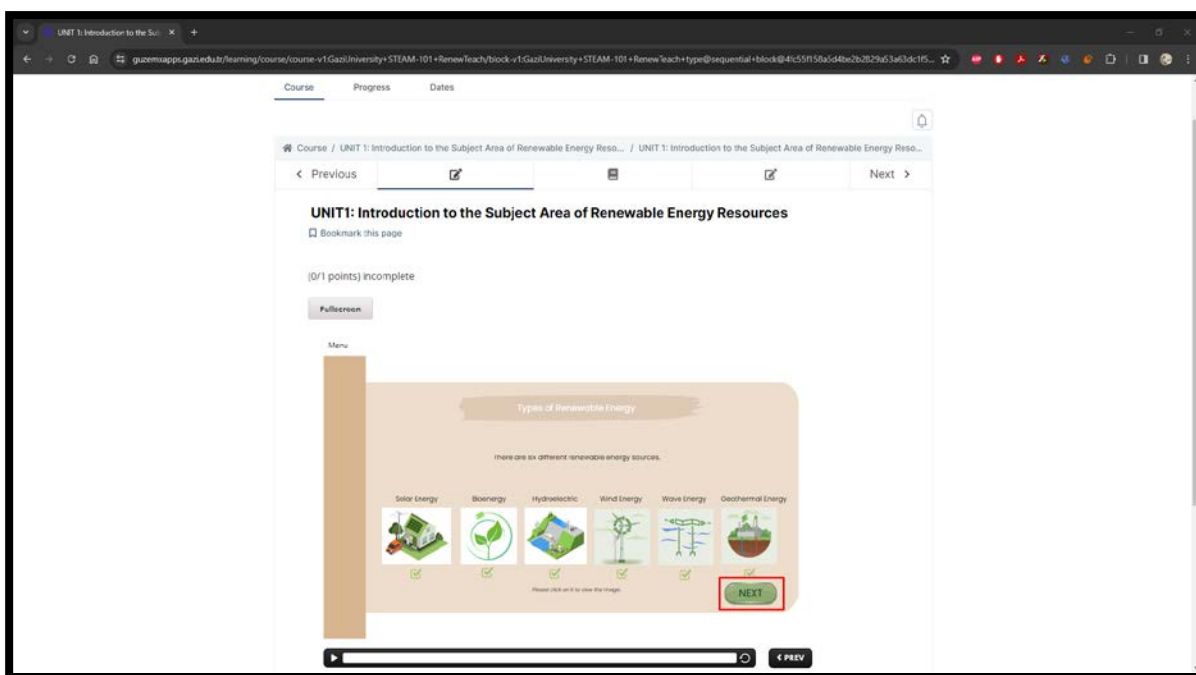 UNIT 1: Introduction to the Sub
guzemxapps.gazi.edu.tr/learning/course/course-v1:GaziUniversity+STEAM-101+RenewTeach/block-v1:GaziUniversity+STEAM-101+RenewTeach+type@sequential+block@
Course Progress Dates
Course / UNIT 1: Introduction to the Subject Area of Renewable Energy Reso... / UNIT 1: Introduction to the Subject Area of Renewable Energy Reso...
Previous Next
UNIT1: Introduction to the Subject Area of Renewable Energy Resources
Bookmark this page
(0/1 points) incomplete
Fullscreen
Menu
Types of Renewable Energy
There are six different renewable energy sources.
Solar Energy Bioenergy Hydroelectric Wind Energy Wave Energy Geothermal Energy
Please click on it to view the image.
NEXT
PREV